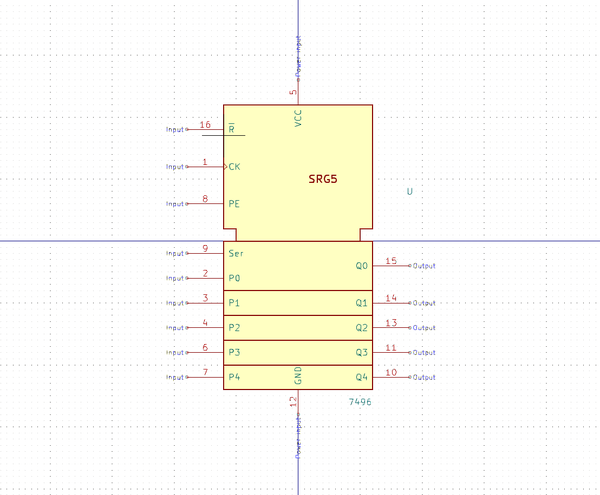 Power input
5
VCC
Input 16 R
Input 1 CK
SRG5
U
Input 8 PE
Input 9 Ser
Q0 15 Output
Input 2 P0
Input 3 P1 Q1 14 Output
Input 4 P2 Q2 13 Output
Input 6 P3 Q3 11 Output
Input 7 P4 Q4 10 Output
GND
12
7496
Power input